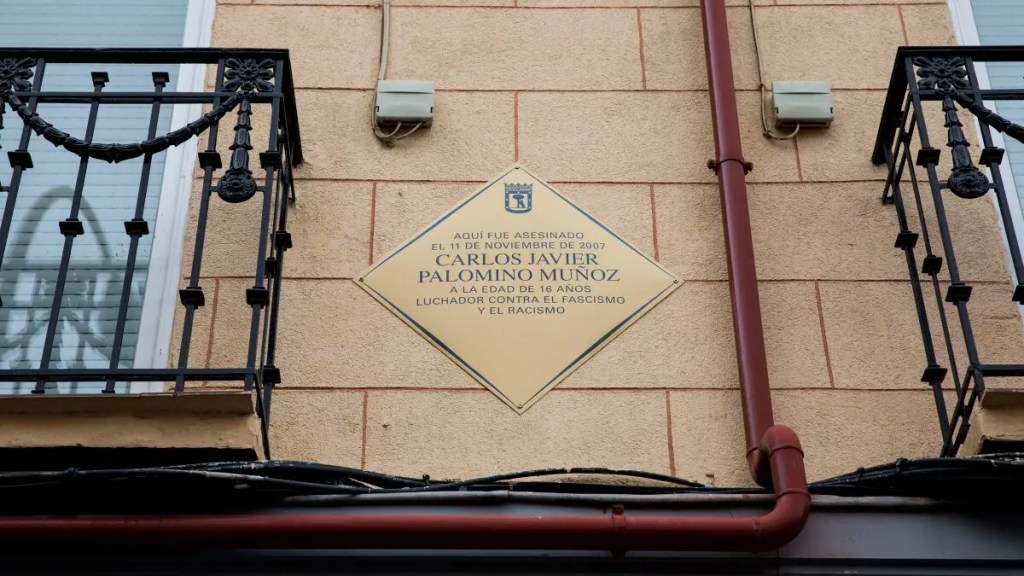 AQUÍ FUE ASESINADO
EL 11 DE NOVIEMBRE DE 2007
CARLOS JAVIER
PALOMINO MUÑOZ
A LA EDAD DE 16 AÑOS
LUCHADOR CONTRA EL FASCISMO
Y EL RACISMO